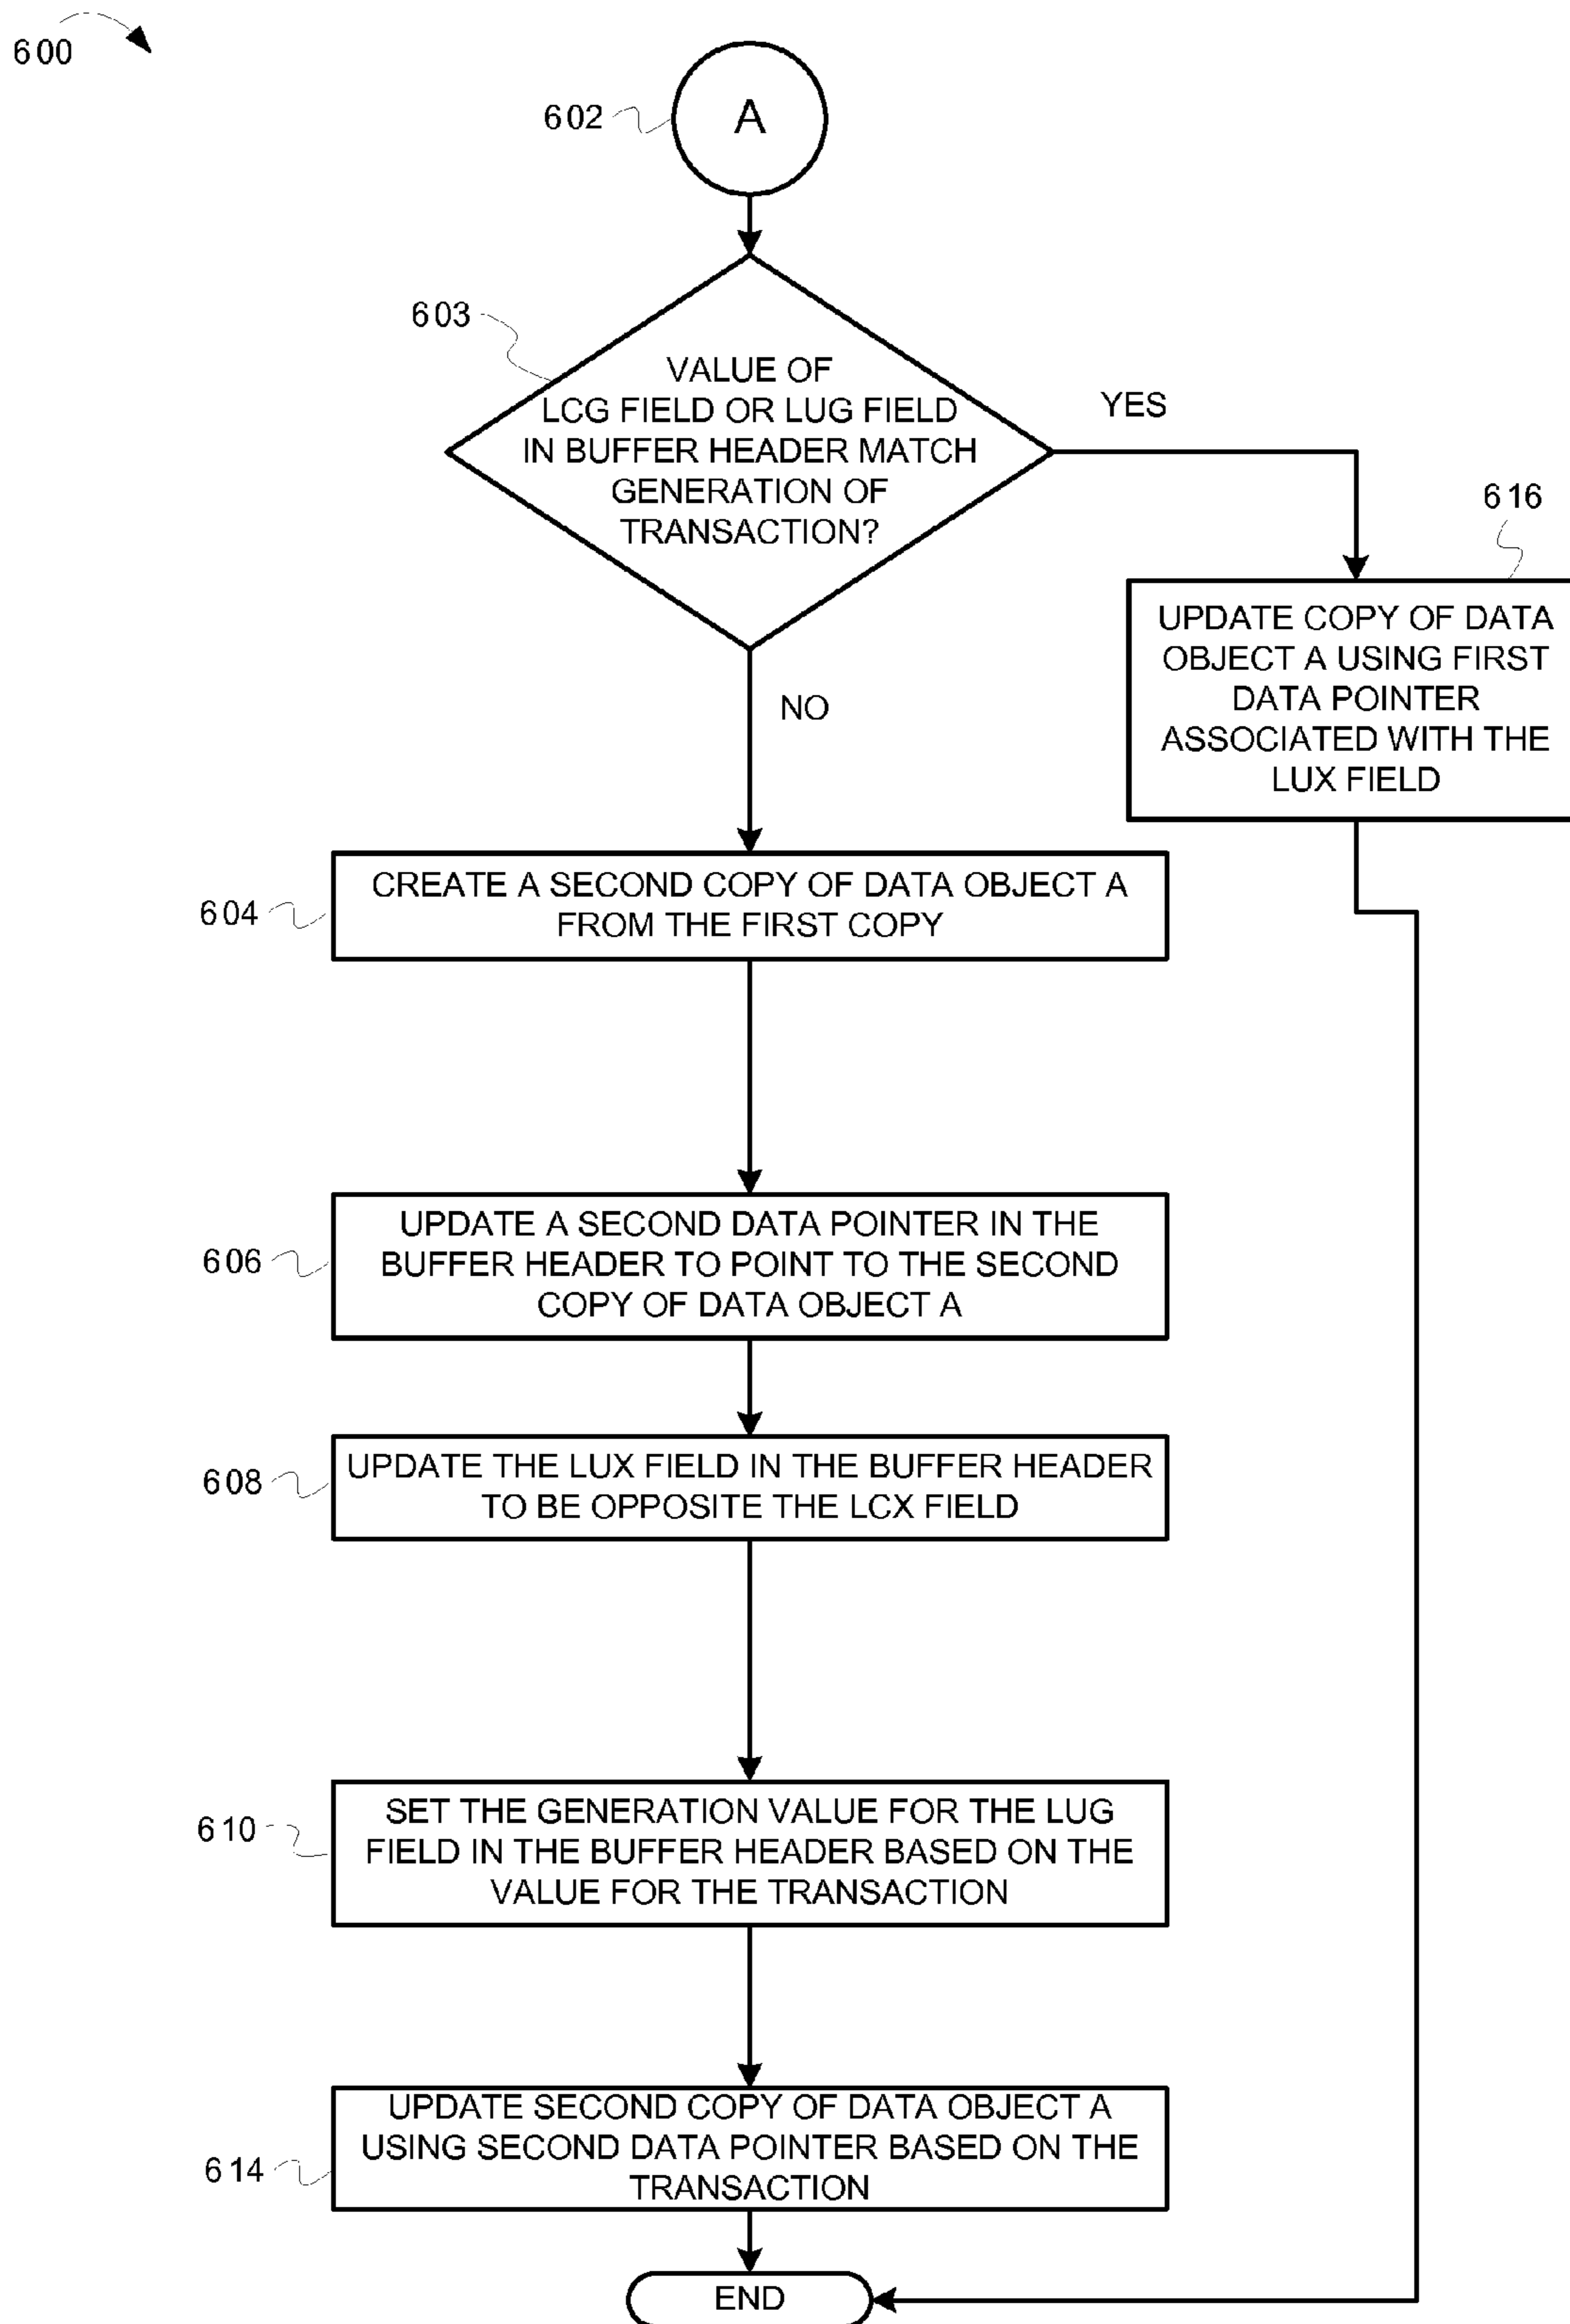 600
602
A
603
VALUE OF
LCG FIELD OR LUG FIELD
IN BUFFER HEADER MATCH
GENERATION OF
TRANSACTION?
YES
616
UPDATE COPY OF DATA
OBJECT A USING FIRST
DATA POINTER
ASSOCIATED WITH THE
LUX FIELD
NO
604
CREATE A SECOND COPY OF DATA OBJECT A
FROM THE FIRST COPY
606
UPDATE A SECOND DATA POINTER IN THE
BUFFER HEADER TO POINT TO THE SECOND
COPY OF DATA OBJECT A
608
UPDATE THE LUX FIELD IN THE BUFFER HEADER
TO BE OPPOSITE THE LCX FIELD
610
SET THE GENERATION VALUE FOR THE LUG
FIELD IN THE BUFFER HEADER BASED ON THE
VALUE FOR THE TRANSACTION
614
UPDATE SECOND COPY OF DATA OBJECT A
USING SECOND DATA POINTER BASED ON THE
TRANSACTION
END